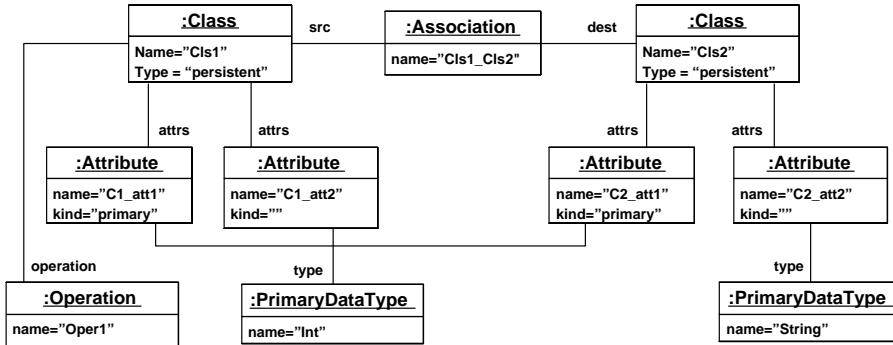 :Class
Name="Cls1"
Type = “persistent”
src
:Association
name="Cls1_Cls2"
dest
:Class
Name=”Cls2”
Type = “persistent”
attrs
attrs
attrs
attrs
:Attribute
name=”C1_att1”
kind=”primary”
:Attribute
name=”C1_att2”
kind=””
:Attribute
name=”C2_att1”
kind=”primary”
:Attribute
name=”C2_att2”
kind=””
operation
type
type
:Operation
name=”Oper1”
:PrimaryDataType
name=”Int”
:PrimaryDataType
name=”String”